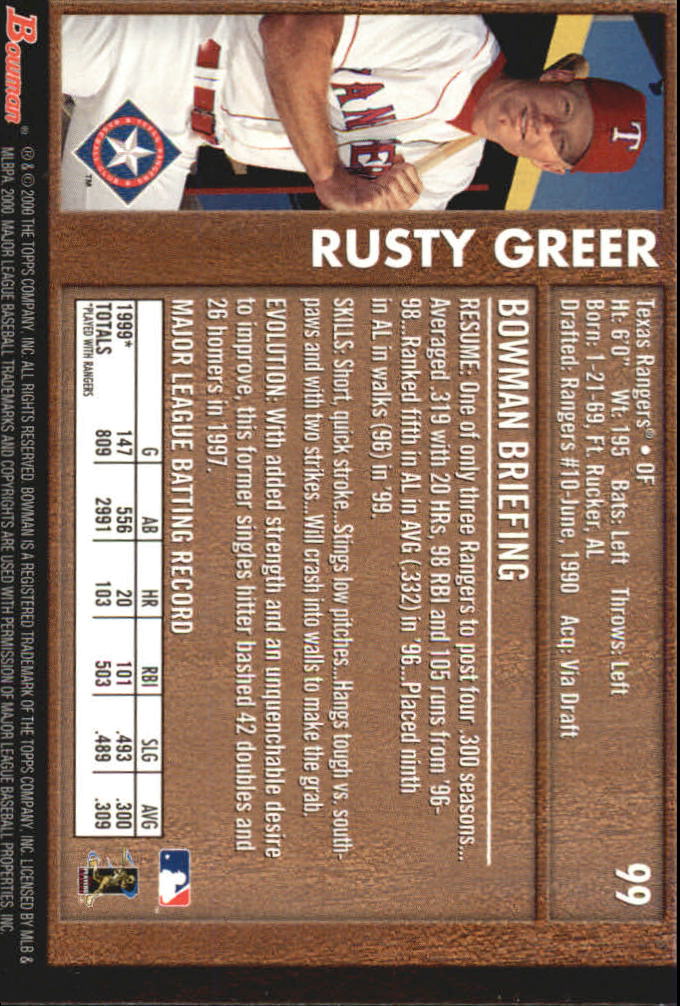 RUSTY GREER
99
Texas Rangers® • OF
Ht: 6'0" Wt: 195 Bats: Left Throws: Left
Born: 1-21-69, Ft. Rucker, AL
Drafted: Rangers #10-June, 1990 Acq: Via Draft
BOWMAN BRIEFING
RESUME: One of only three Rangers to post four .300 seasons...
Averaged .319 with 20 HRs, 98 RBI and 105 runs from '96-
98...Ranked fifth in AL in AVG (.332) in '96...Placed ninth
in AL in walks (96) in '99.
SKILLS: Short, quick stroke...Stings low pitches...Hangs tough vs. south-
paws and with two strikes...Will crash into walls to make the grab.
EVOLUTION: With added strength and an unquenchable desire
to improve, this former singles hitter bashed 42 doubles and
26 homers in 1997.
MAJOR LEAGUE BATTING RECORD
G AB HR RBI SLG AVG
1999* 147 556 20 101 .493 .300
TOTALS 809 2991 103 503 .489 .309
*PLAYED WITH RANGERS
T
ANGE
TEXAS RANGERS
TM
Bowman®
® & © 2000 THE TOPPS COMPANY, INC. ALL RIGHTS RESERVED. BOWMAN IS A REGISTERED TRADEMARK OF THE TOPPS COMPANY, INC. LICENSED BY MLB &
MLBPA, 2000. MAJOR LEAGUE BASEBALL TRADEMARKS AND COPYRIGHTS ARE USED WITH PERMISSION OF MAJOR LEAGUE BASEBALL PROPERTIES, INC.